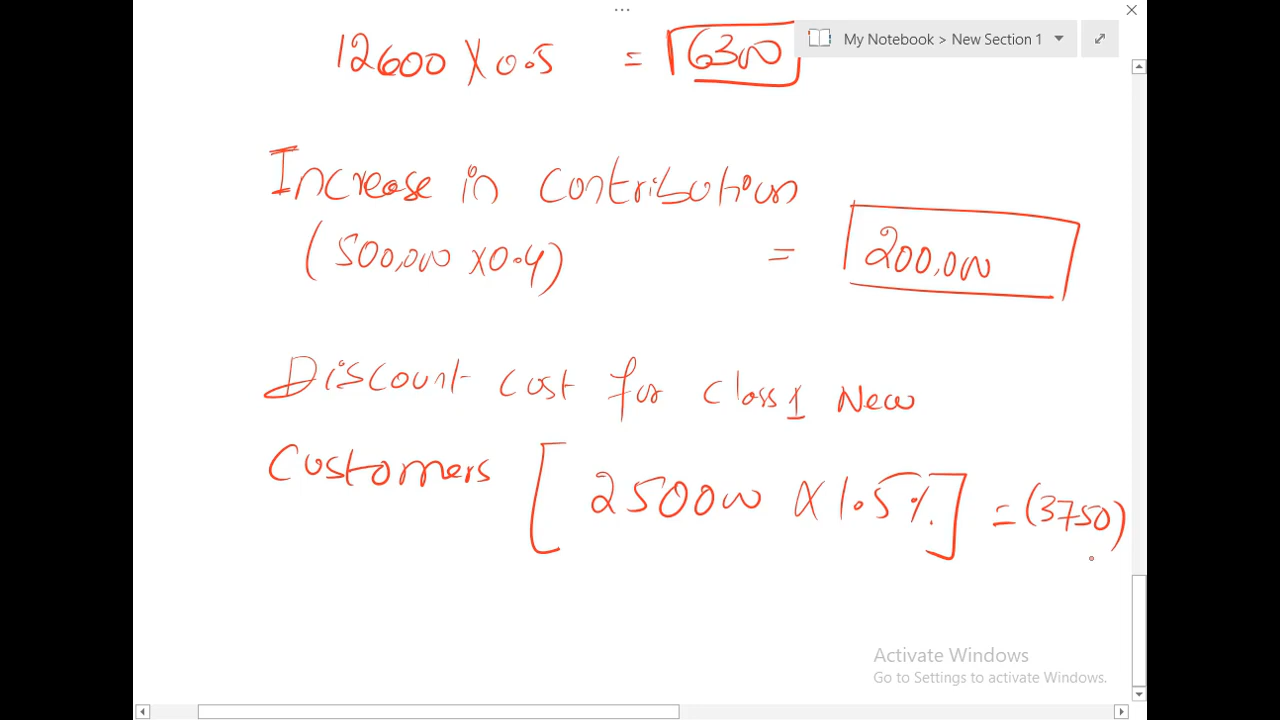 My Notebook > New Section 1
12600 X 0.5 = 6300
Increase in contribution
(500,000 X 0.4) = 200,000
Discount cost for class 1 New
Customers [ 250000 X 1.5% ] = (3750)
Activate Windows
Go to Settings to activate Windows.